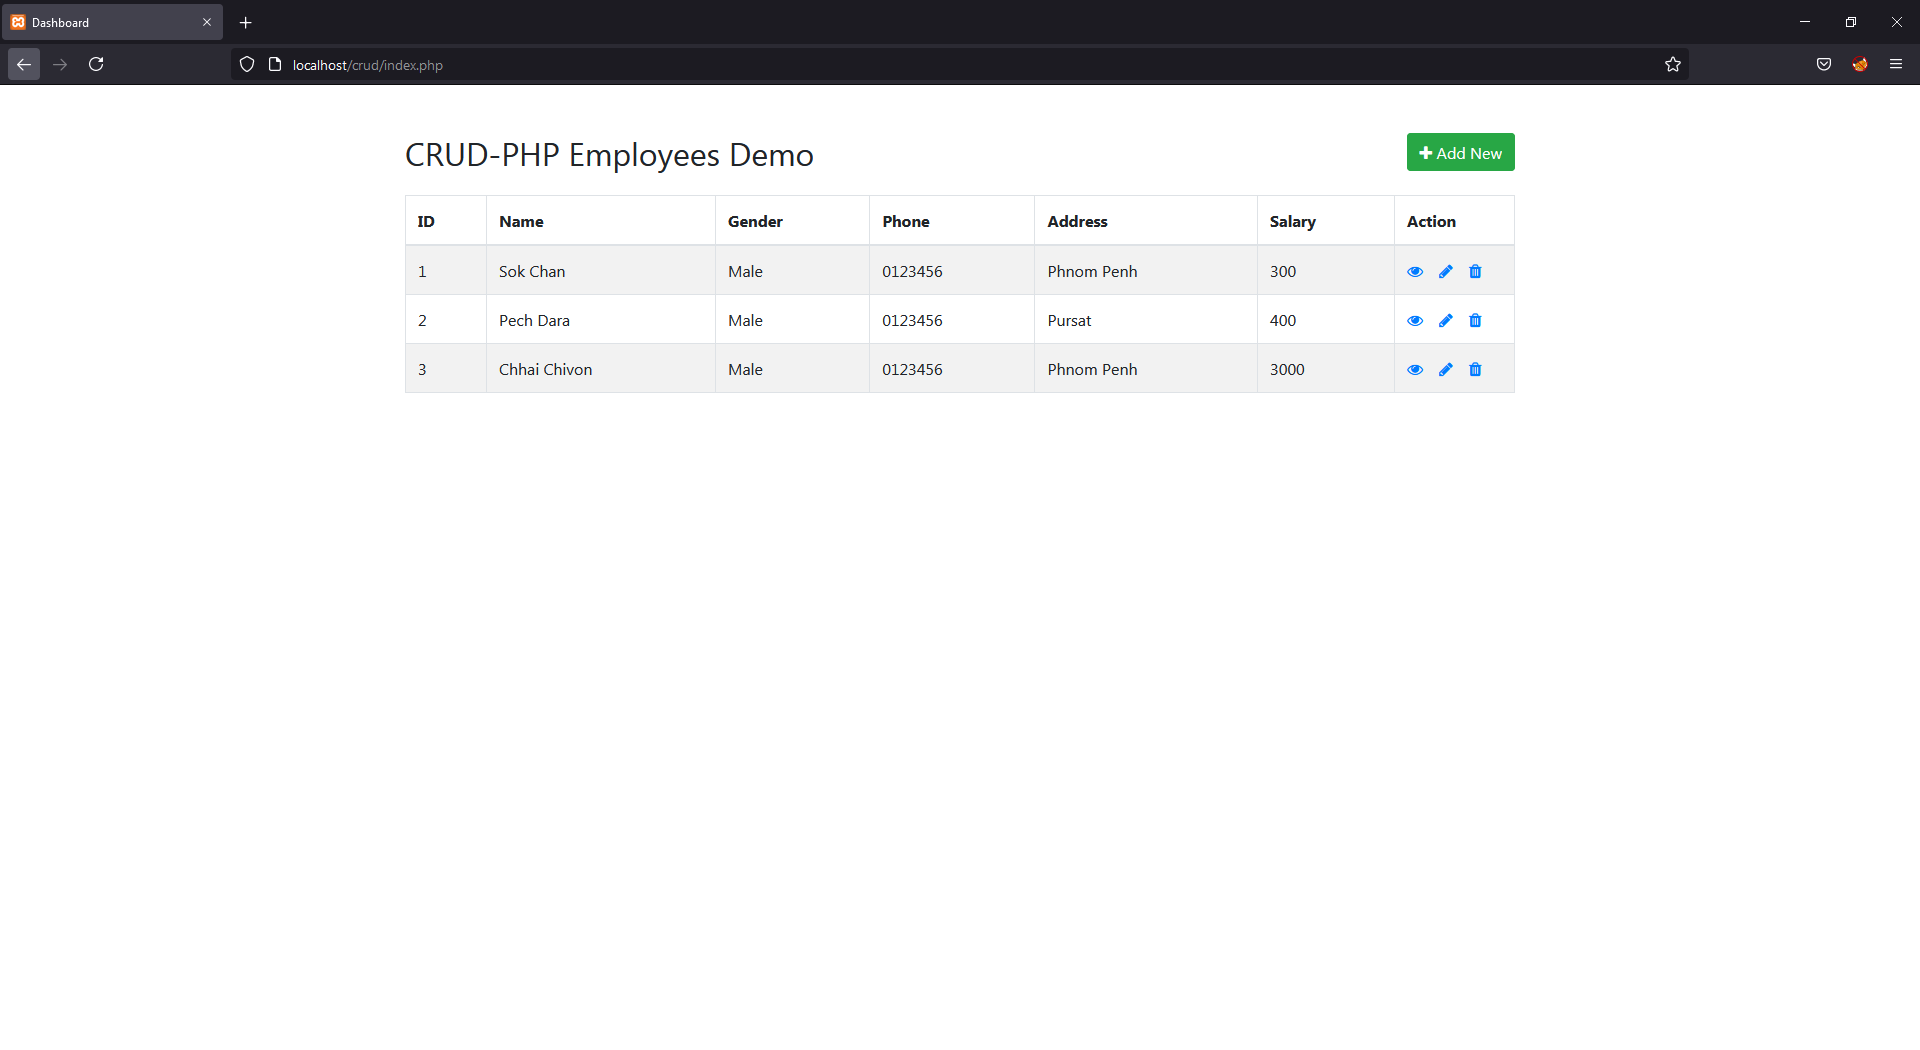 Dashboard
localhost/crud/index.php
CRUD-PHP Employees Demo
Add New
ID Name Gender Phone Address Salary Action
1 Sok Chan Male 0123456 Phnom Penh 300
2 Pech Dara Male 0123456 Pursat 400
3 Chhai Chivon Male 0123456 Phnom Penh 3000